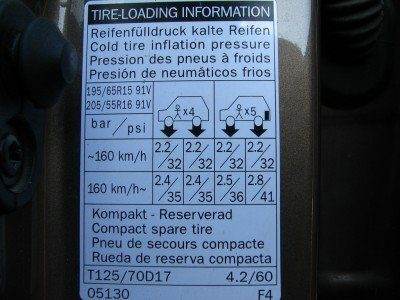 TIRE-LOADING INFORMATION
Reifenfülldruck kalte Reifen
Cold tire inflation pressure
Pression des pneus à froids
Presión de neumáticos frios
195/65R15 91V
205/55R16 91V
x4 x5
bar / psi
~160 km/h 2.2/32 2.2/32 2.2/32 2.2/32
160 km/h~ 2.4/35 2.4/35 2.5/36 2.8/41
Kompakt - Reserverad
Compact spare tire
Pneu de secours compacte
Rueda de reserva compacta
T125/70D17 4.2/60
05130 F4